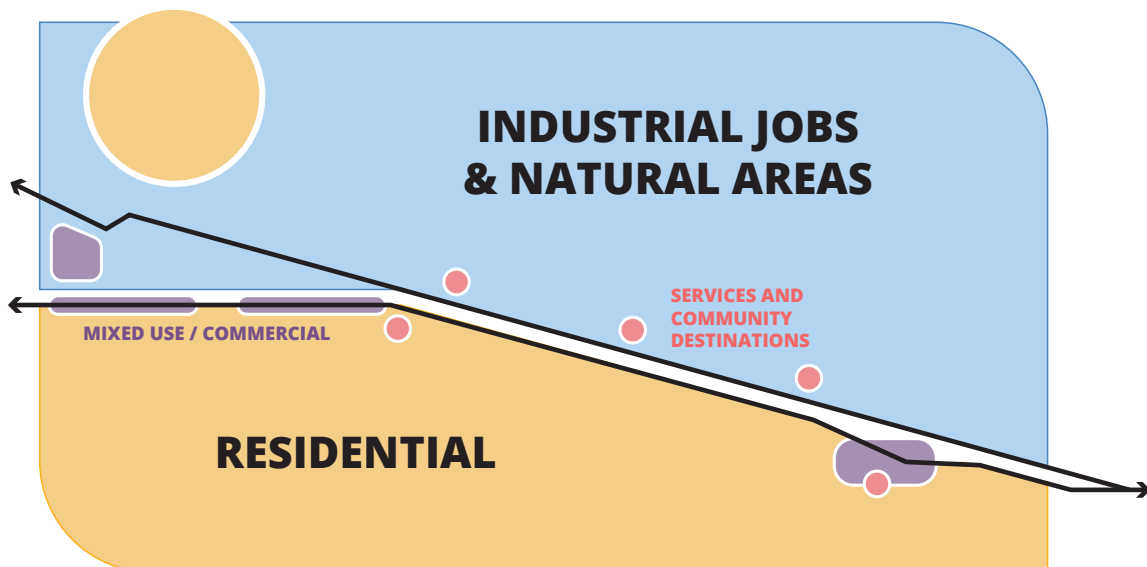 INDUSTRIAL JOBS
& NATURAL AREAS
SERVICES AND
COMMUNITY
DESTINATIONS
MIXED USE / COMMERCIAL
RESIDENTIAL